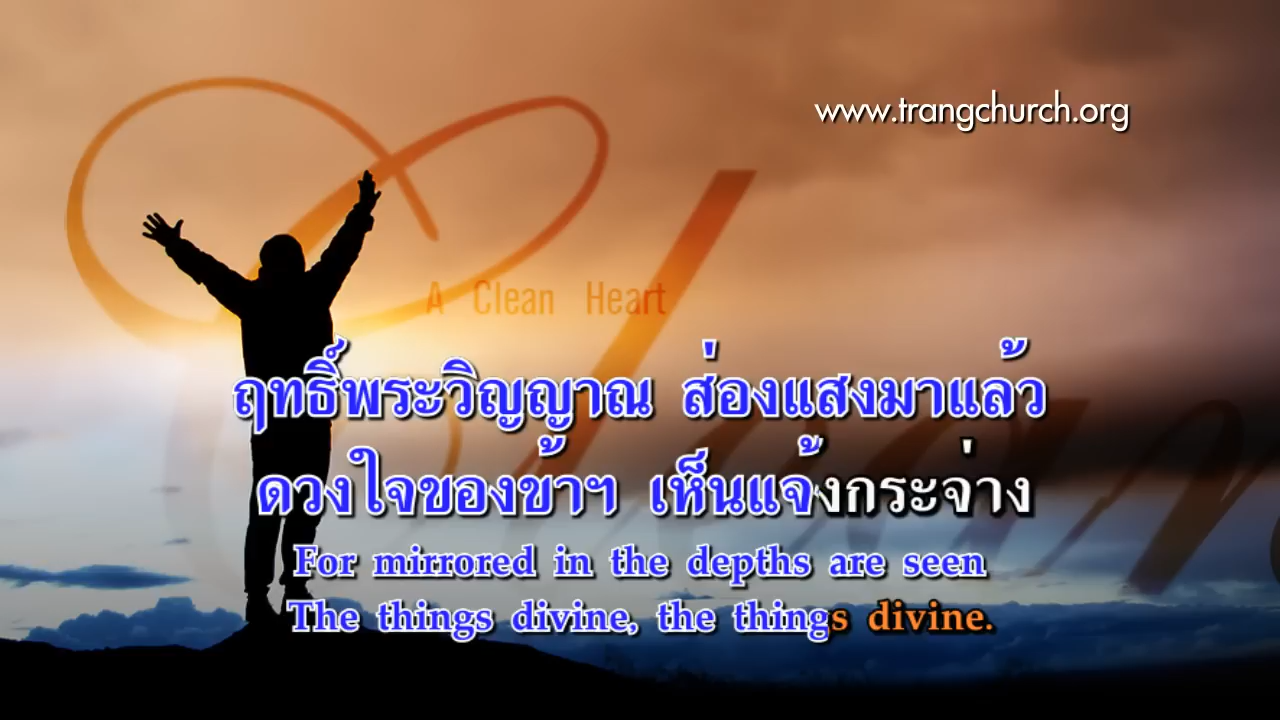 www.trangchurch.org
A Clean Heart
Clean
ฤทธิ์พระวิญญาณ ส่องแสงมาแล้ว
ดวงใจของข้าฯ เห็นแจ้งกระจ่าง
For mirrored in the depths are seen
The things divine, the things divine.